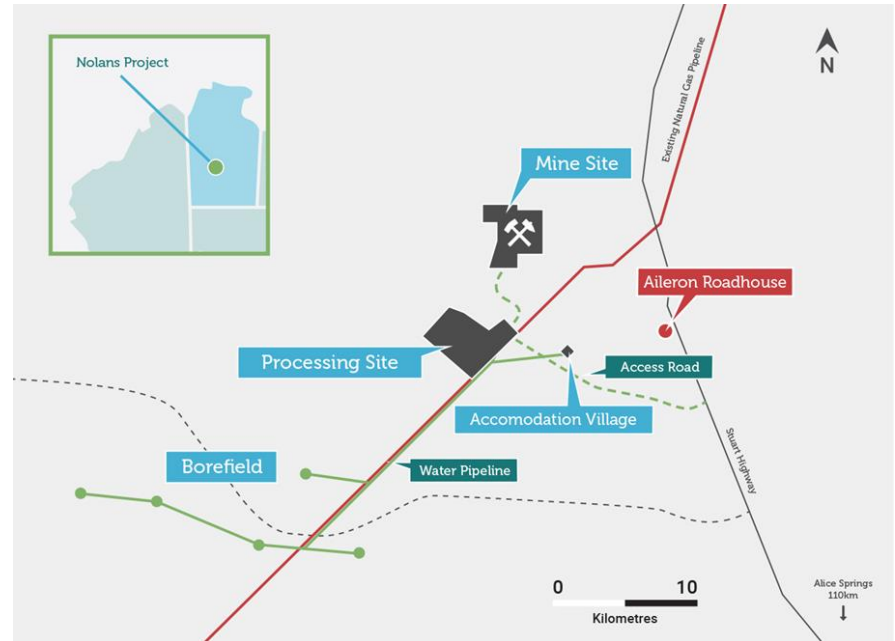 Nolans Project
N
Existing Natural Gas Pipeline
Mine Site
Aileron Roadhouse
Processing Site
Access Road
Accomodation Village
Stuart Highway
Borefield
Water Pipeline
0 10
Kilometres
Alice Springs
110km